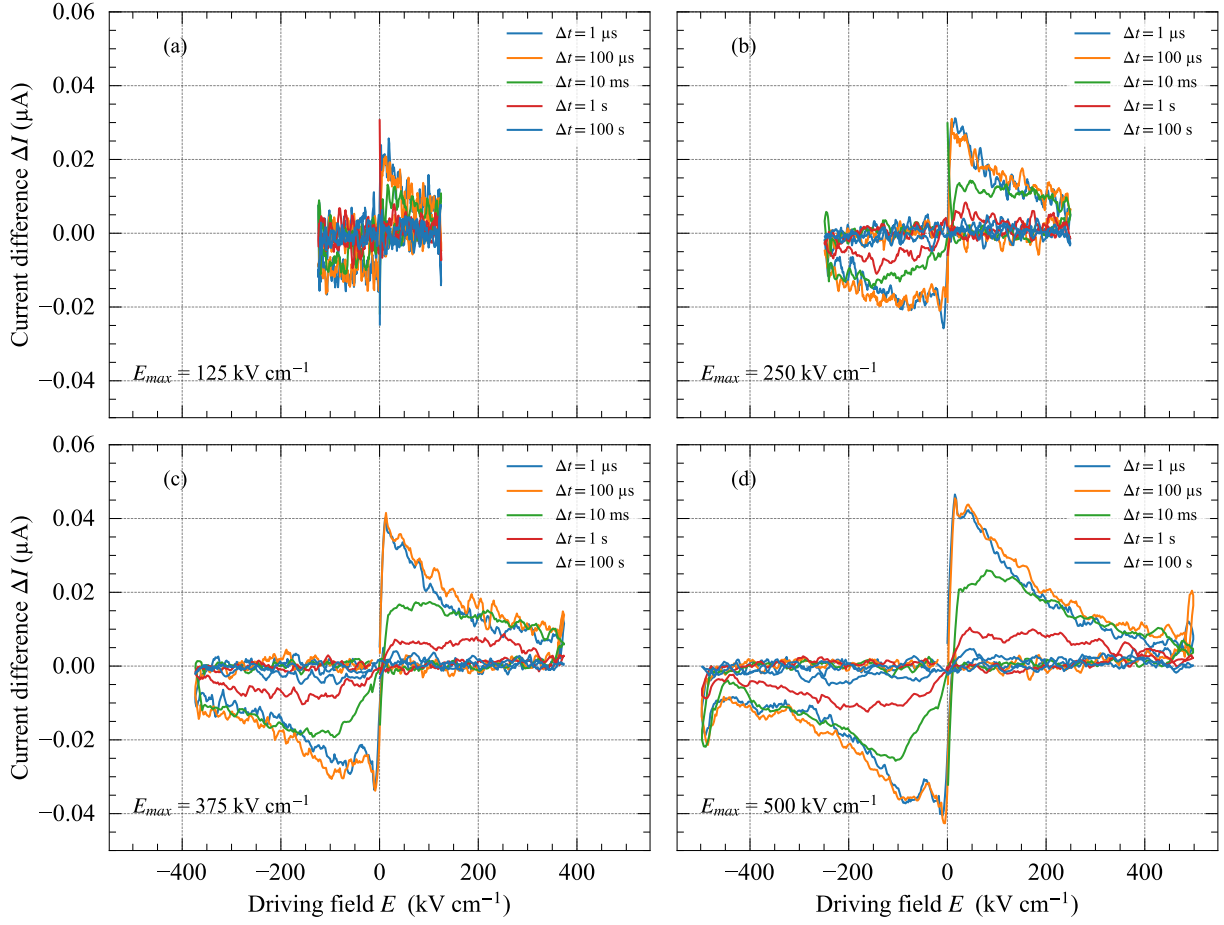 0.06
0.04
0.02
0.00
−0.02
−0.04
Current difference ΔI (µA)
(a)
Δt = 1 µs
Δt = 100 µs
Δt = 10 ms
Δt = 1 s
Δt = 100 s
E_max = 125 kV cm⁻¹
(b)
Δt = 1 µs
Δt = 100 µs
Δt = 10 ms
Δt = 1 s
Δt = 100 s
E_max = 250 kV cm⁻¹
0.06
0.04
0.02
0.00
−0.02
−0.04
Current difference ΔI (µA)
(c)
Δt = 1 µs
Δt = 100 µs
Δt = 10 ms
Δt = 1 s
Δt = 100 s
E_max = 375 kV cm⁻¹
−400 −200 0 200 400
Driving field E (kV cm⁻¹)
(d)
Δt = 1 µs
Δt = 100 µs
Δt = 10 ms
Δt = 1 s
Δt = 100 s
E_max = 500 kV cm⁻¹
−400 −200 0 200 400
Driving field E (kV cm⁻¹)